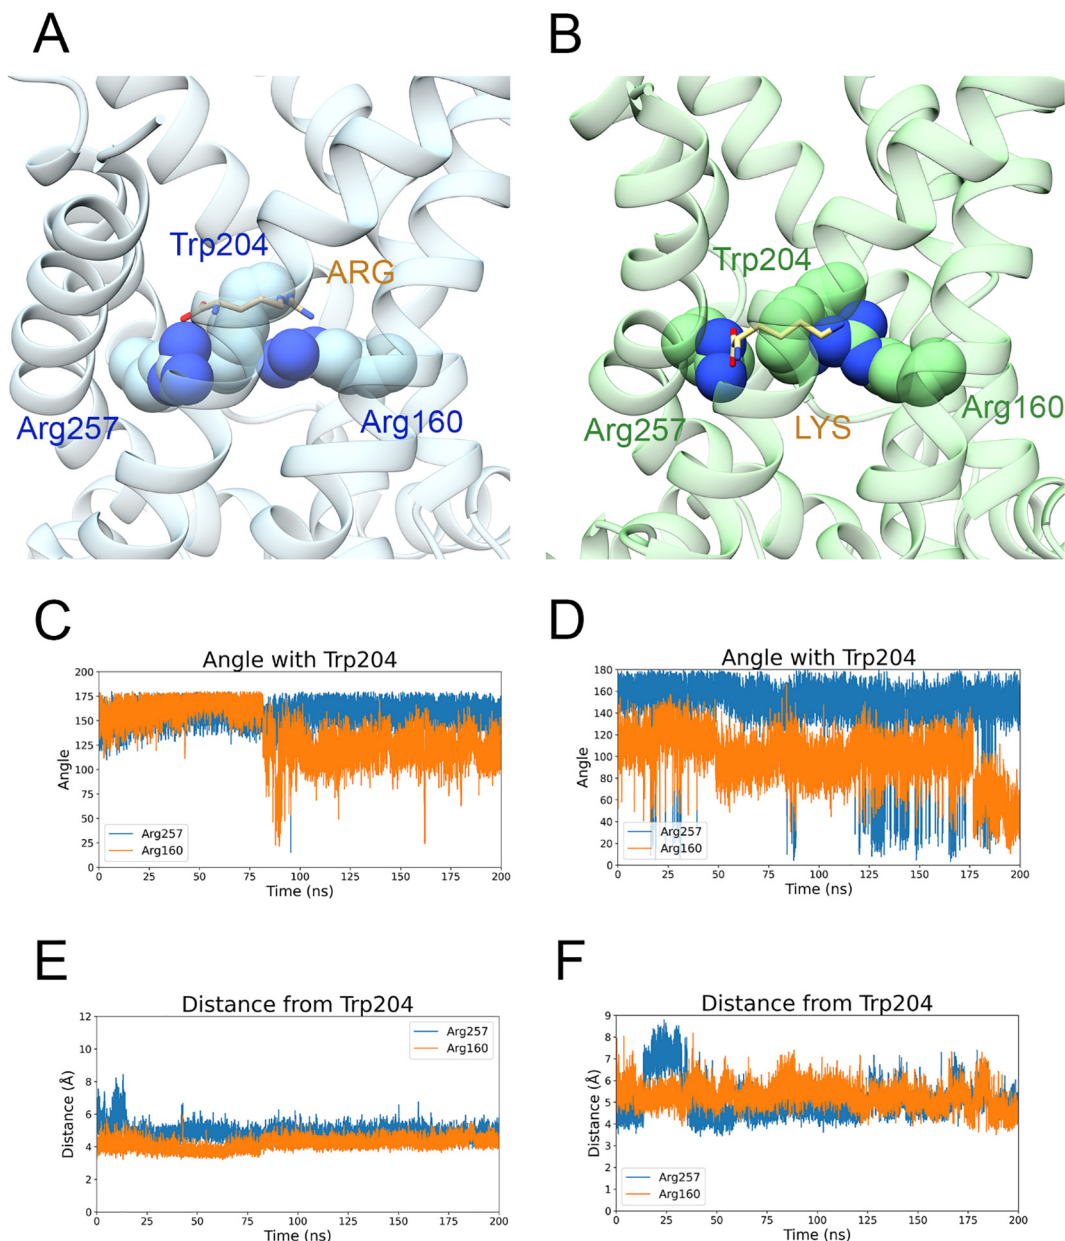 A
B
Trp204
ARG
Arg257
Arg160
Trp204
Arg257
LYS
Arg160
C
D
Angle with Trp204
Angle
200
175
150
125
100
75
50
25
0
Arg257
Arg160
0 25 50 75 100 125 150 175 200
Time (ns)
Angle with Trp204
Angle
180
160
140
120
100
80
60
40
20
0
Arg257
Arg160
0 25 50 75 100 125 150 175 200
Time (ns)
E
F
Distance from Trp204
Distance (Å)
12
10
8
6
4
2
0
Arg257
Arg160
0 25 50 75 100 125 150 175 200
Time (ns)
Distance from Trp204
Distance (Å)
9
8
7
6
5
4
3
2
1
0
Arg257
Arg160
0 25 50 75 100 125 150 175 200
Time (ns)